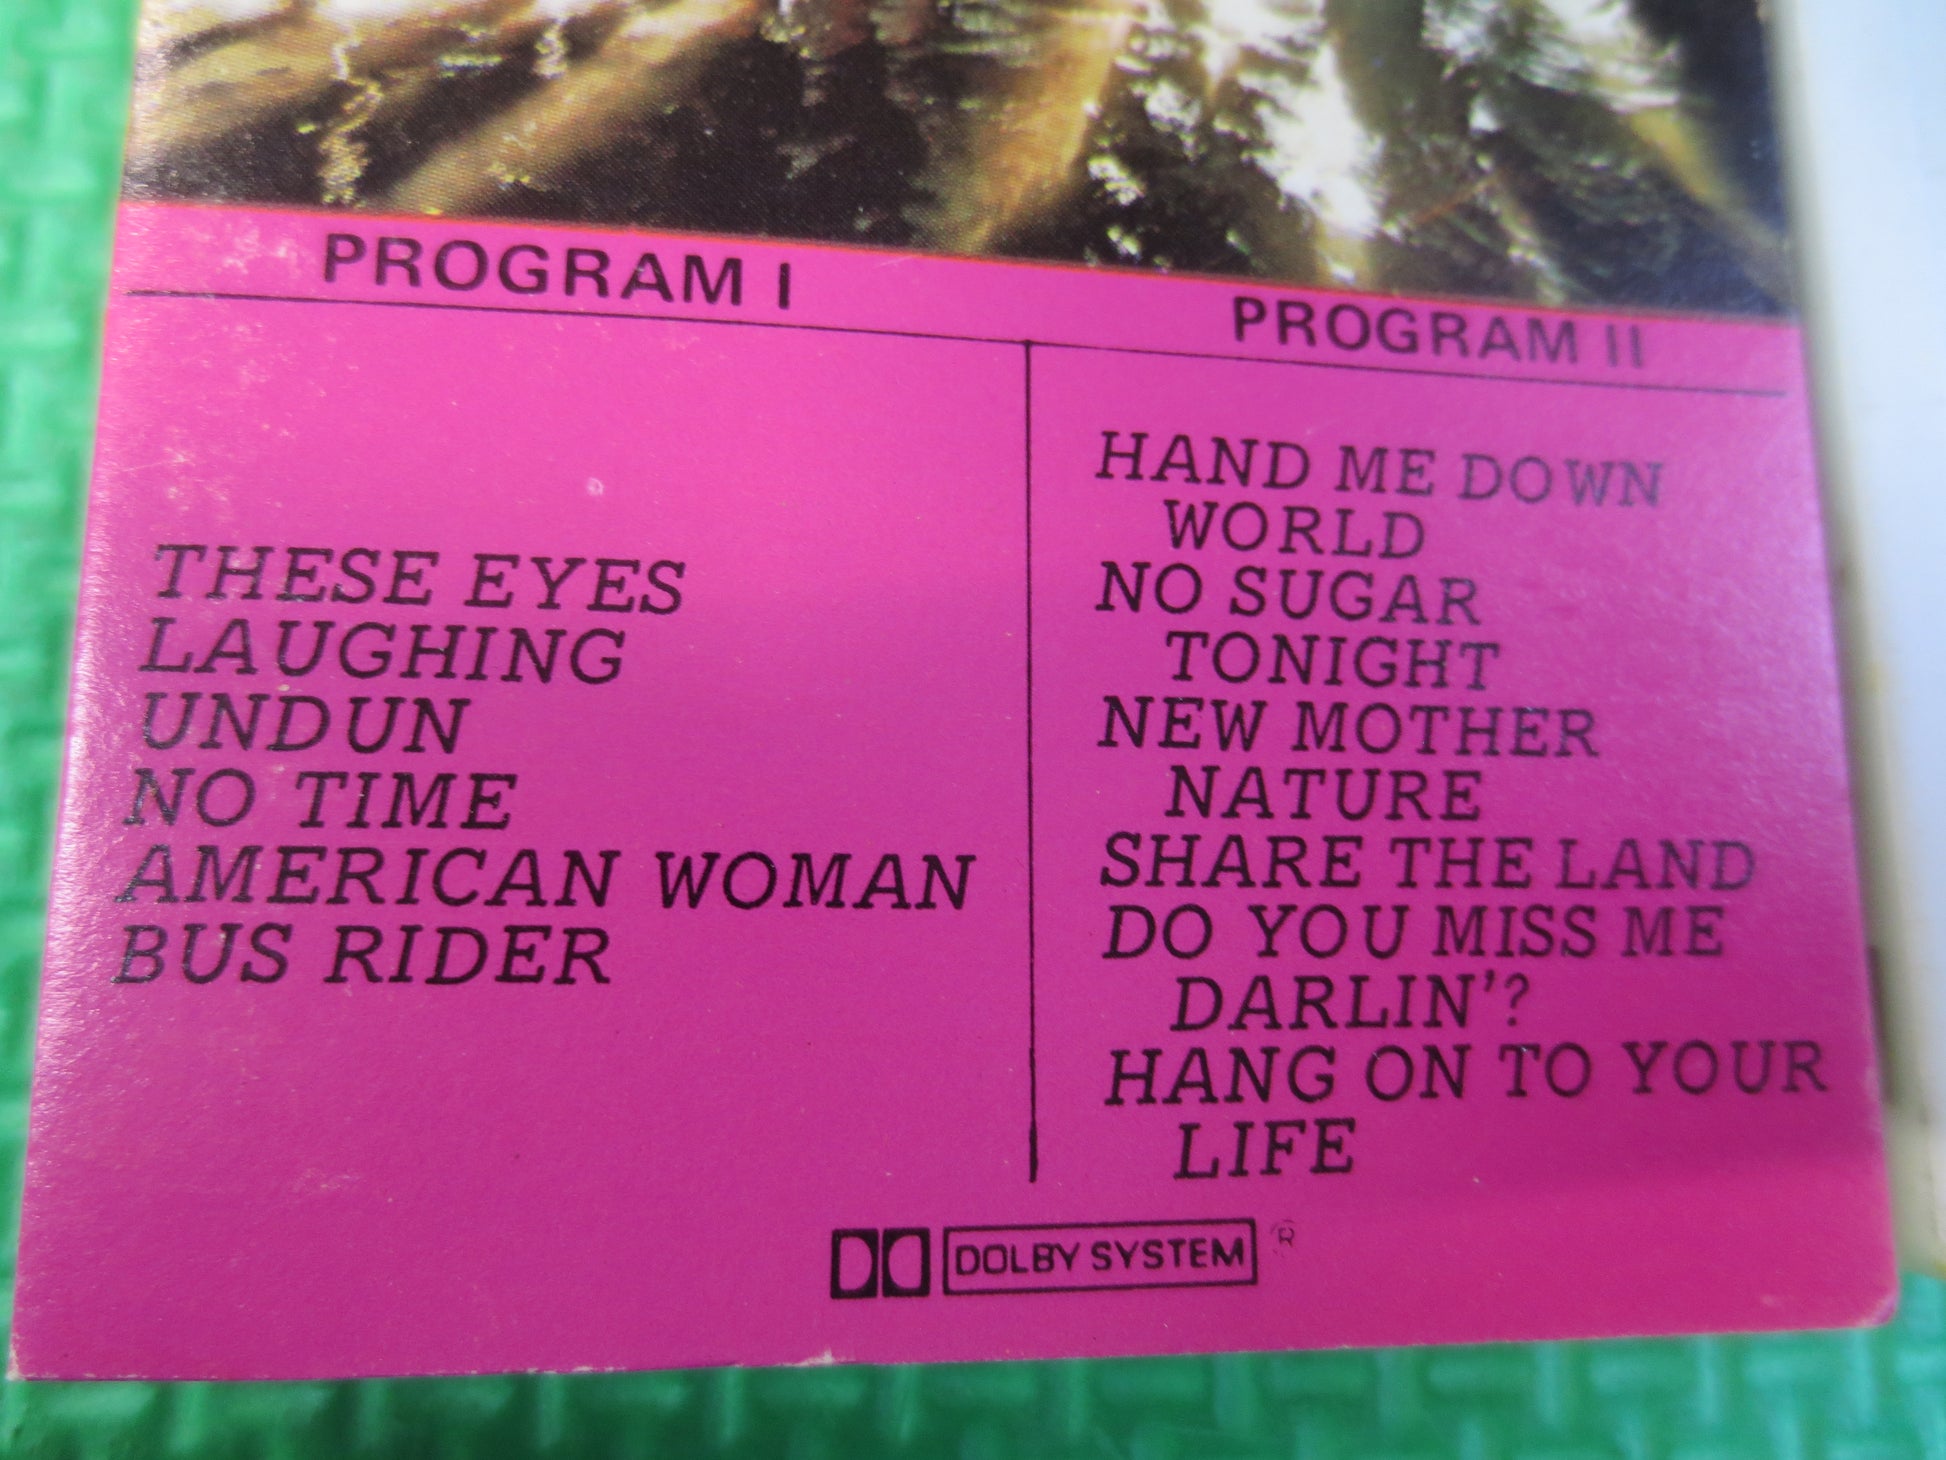 PROGRAM I
THESE EYES
LAUGHING
UNDUN
NO TIME
AMERICAN WOMAN
BUS RIDER
PROGRAM II
HAND ME DOWN
WORLD
NO SUGAR
TONIGHT
NEW MOTHER
NATURE
SHARE THE LAND
DO YOU MISS ME
DARLIN'?
HANG ON TO YOUR
LIFE
DOLBY SYSTEM ®